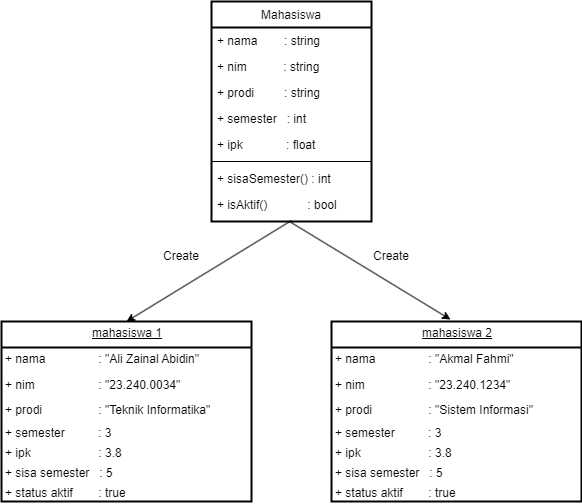 Mahasiswa
+ nama : string
+ nim : string
+ prodi : string
+ semester : int
+ ipk : float
+ sisaSemester() : int
+ isAktif() : bool
Create
Create
mahasiswa 1
+ nama : "Ali Zainal Abidin"
+ nim : "23.240.0034"
+ prodi : "Teknik Informatika"
+ semester : 3
+ ipk : 3.8
+ sisa semester : 5
+ status aktif : true
mahasiswa 2
+ nama : "Akmal Fahmi"
+ nim : "23.240.1234"
+ prodi : "Sistem Informasi"
+ semester : 3
+ ipk : 3.8
+ sisa semester : 5
+ status aktif : true